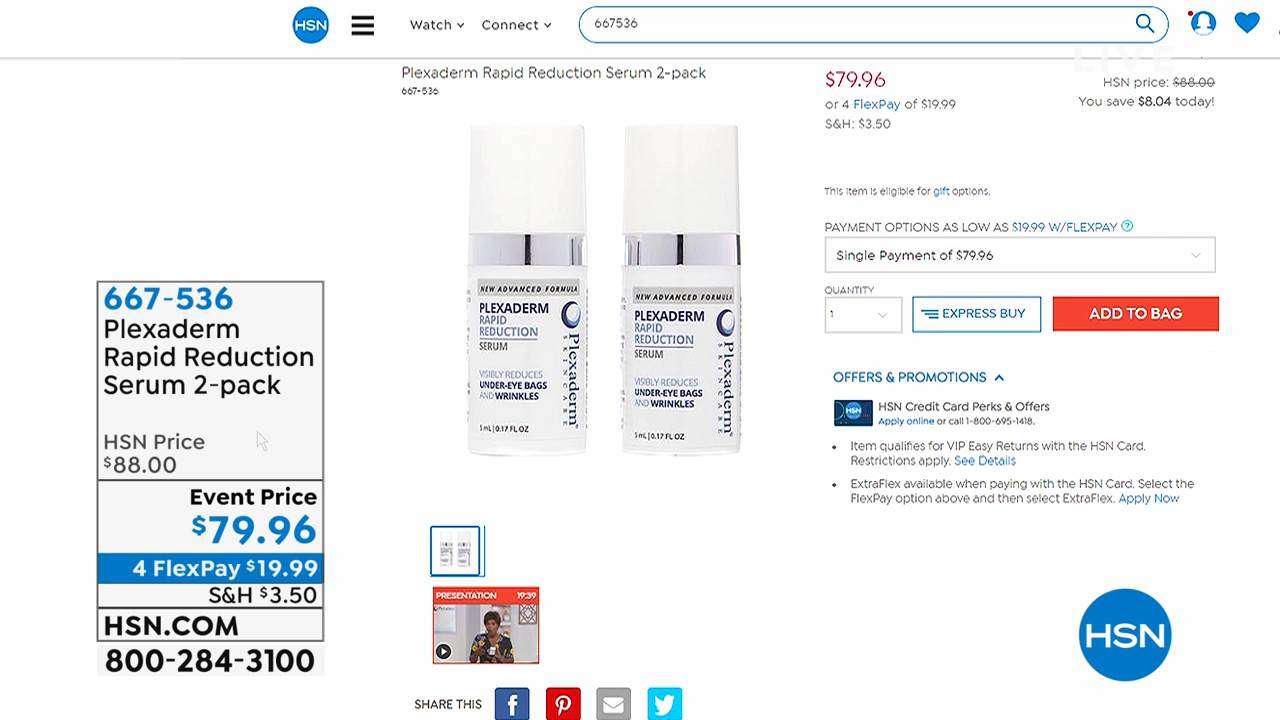 HSN
Watch
Connect
667536
LIVE
Plexaderm Rapid Reduction Serum 2-pack
667-536
$79.96
HSN price: $88.00
or 4 FlexPay of $19.99
You save $8.04 today!
S&H: $3.50
This item is eligible for gift options.
PAYMENT OPTIONS AS LOW AS $19.99 W/FLEXPAY ?
Single Payment of $79.96
QUANTITY
1
EXPRESS BUY
ADD TO BAG
OFFERS & PROMOTIONS
HSN
HSN Credit Card Perks & Offers
Apply online or call 1-800-695-1418.
• Item qualifies for VIP Easy Returns with the HSN Card.
Restrictions apply. See Details
• ExtraFlex available when paying with the HSN Card. Select the
FlexPay option above and then select ExtraFlex. Apply Now
NEW ADVANCED FORMULA
PLEXADERM
RAPID
REDUCTION
SERUM
VISIBLY REDUCES
UNDER-EYE BAGS
AND WRINKLES
5 mL | 0.17 FL OZ
Plexaderm
SKINCARE
NEW ADVANCED FORMULA
PLEXADERM
RAPID
REDUCTION
SERUM
VISIBLY REDUCES
UNDER-EYE BAGS
AND WRINKLES
5 mL | 0.17 FL OZ
Plexaderm
SKINCARE
667-536
Plexaderm
Rapid Reduction
Serum 2-pack
HSN Price
$88.00
Event Price
$79.96
4 FlexPay $19.99
S&H $3.50
HSN.COM
800-284-3100
PRESENTATION 19:39
SHARE THIS
HSN